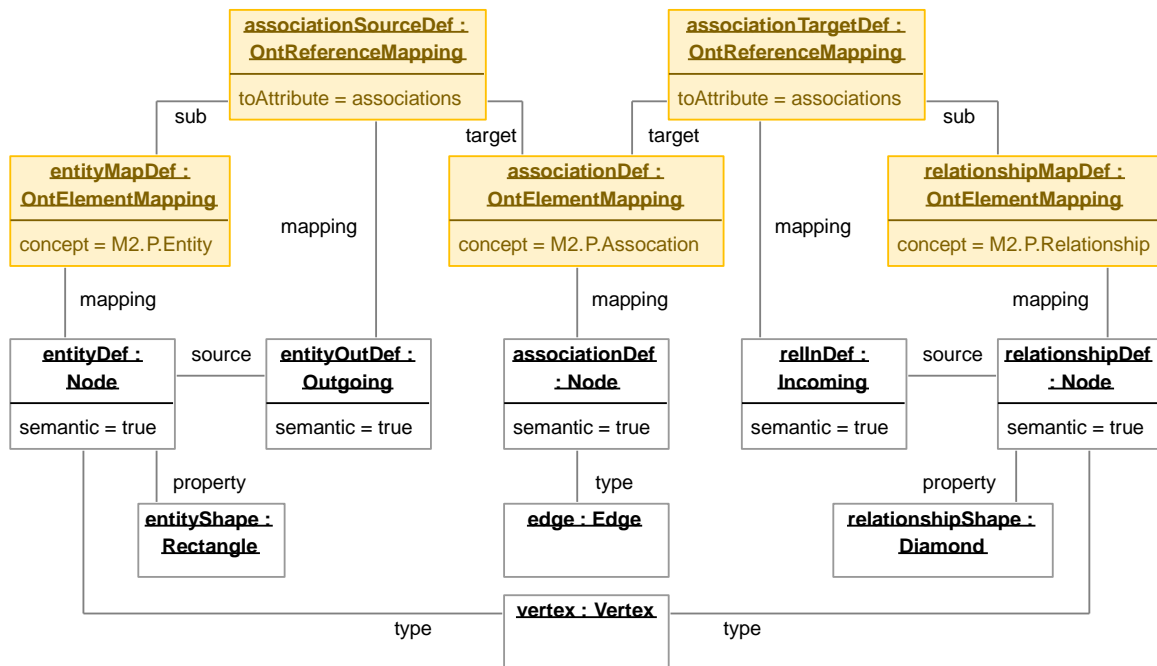 associationSourceDef :
OntReferenceMapping
toAttribute = associations
associationTargetDef :
OntReferenceMapping
toAttribute = associations
sub
target
target
sub
entityMapDef :
OntElementMapping
concept = M2.P.Entity
associationDef :
OntElementMapping
concept = M2.P.Assocation
relationshipMapDef :
OntElementMapping
concept = M2.P.Relationship
mapping
mapping
mapping
mapping
mapping
entityDef :
Node
semantic = true
source
entityOutDef :
Outgoing
semantic = true
associationDef
: Node
semantic = true
relInDef :
Incoming
semantic = true
source
relationshipDef
: Node
semantic = true
property
type
property
entityShape :
Rectangle
edge : Edge
relationshipShape :
Diamond
vertex : Vertex
type
type